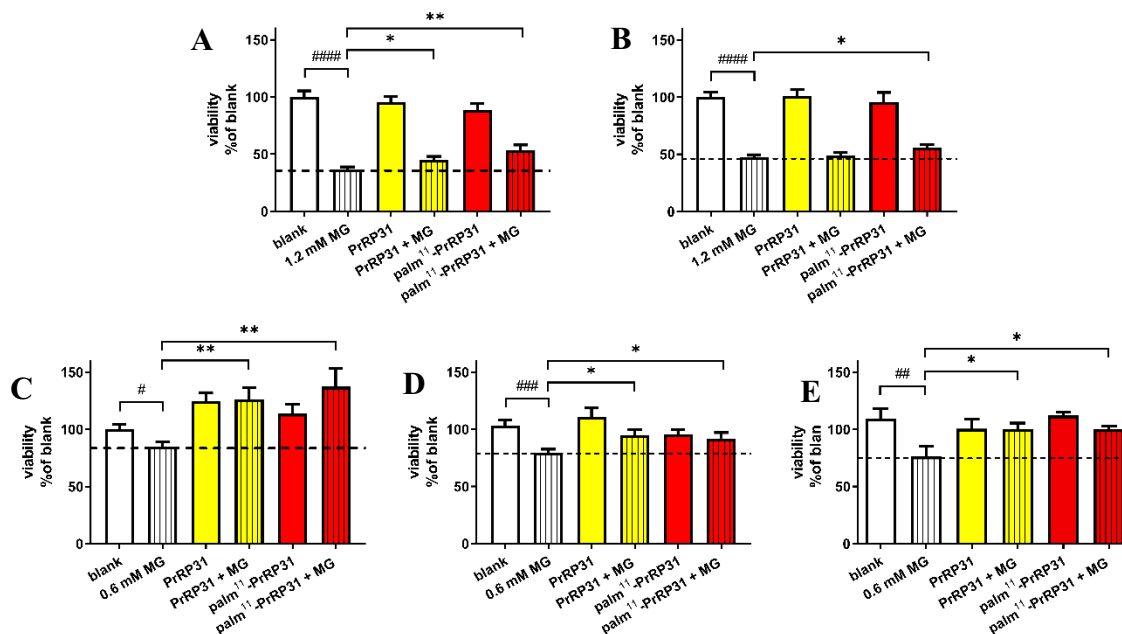 A
####
*
**
viability
%of blank
150
100
50
0
blank
1.2 mM MG
PrRP31
PrRP31 + MG
palm¹¹-PrRP31
palm¹¹-PrRP31 + MG
B
####
*
viability
%of blank
150
100
50
0
blank
1.2 mM MG
PrRP31
PrRP31 + MG
palm¹¹-PrRP31
palm¹¹-PrRP31 + MG
C
#
**
**
viability
%of blank
150
100
50
0
blank
0.6 mM MG
PrRP31
PrRP31 + MG
palm¹¹-PrRP31
palm¹¹-PrRP31 + MG
D
###
*
*
viability
%of blank
150
100
50
0
blank
0.6 mM MG
PrRP31
PrRP31 + MG
palm¹¹-PrRP31
palm¹¹-PrRP31 + MG
E
##
*
*
viability
%of blan
150
100
50
0
blank
0.6 mM MG
PrRP31
PrRP31 + MG
palm¹¹-PrRP31
palm¹¹-PrRP31 + MG